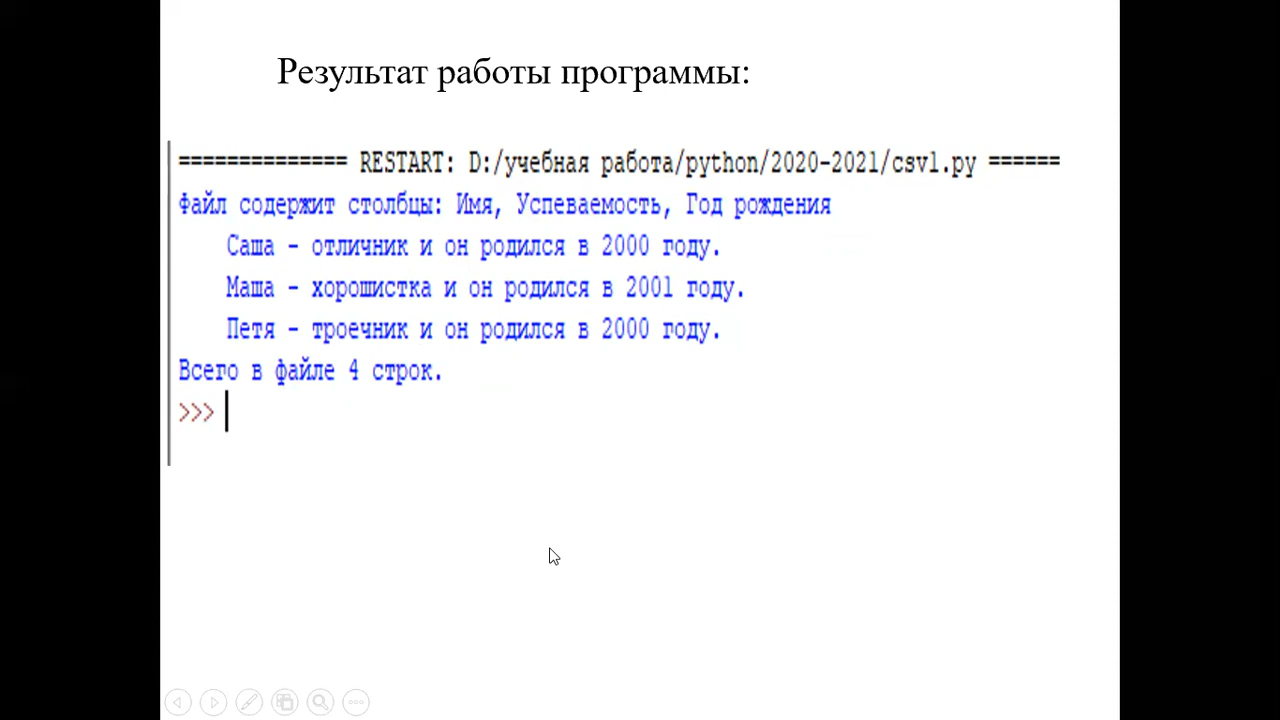 Результат работы программы:
============== RESTART: D:/учебная работа/python/2020-2021/csv1.py ======
Файл содержит столбцы: Имя, Успеваемость, Год рождения
Саша - отличник и он родился в 2000 году.
Маша - хорошистка и он родился в 2001 году.
Петя - троечник и он родился в 2000 году.
Всего в файле 4 строк.
>>>